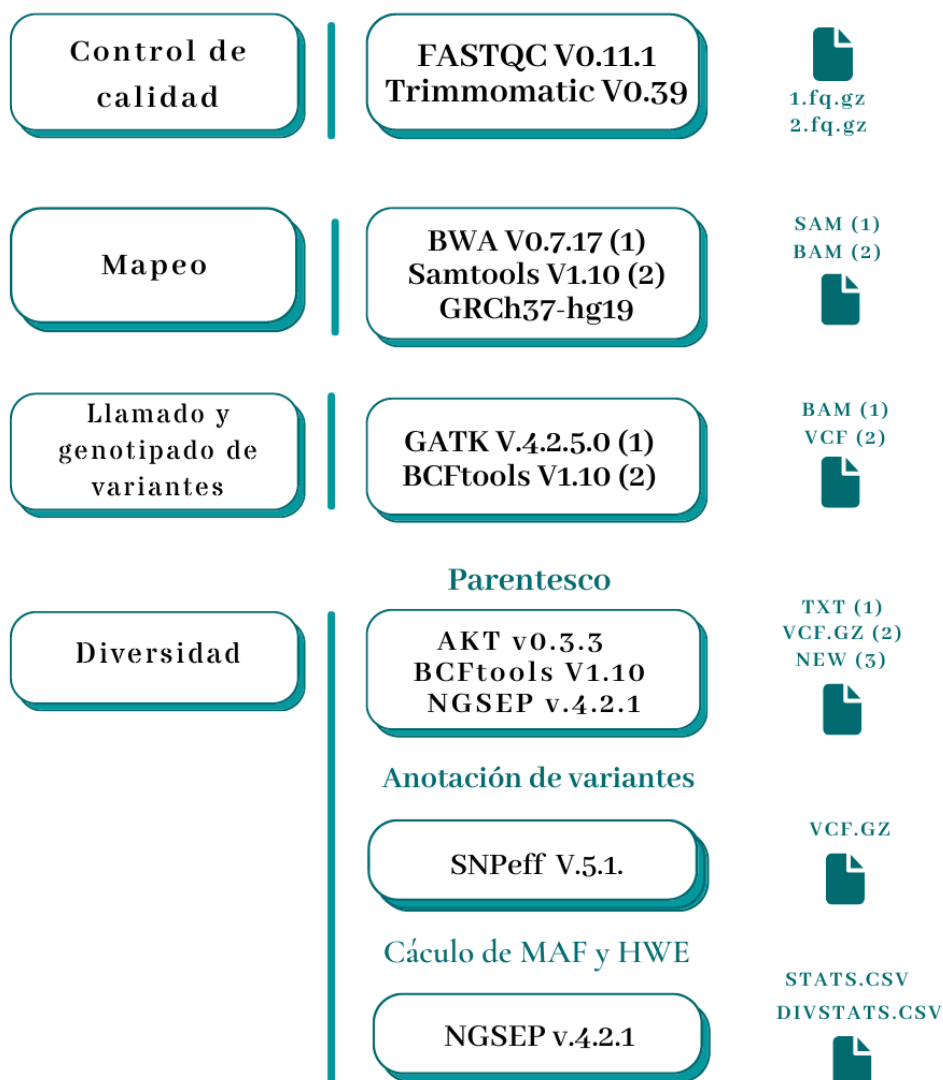 Control de
calidad
FASTQC V0.11.1
Trimmomatic V0.39
1.fq.gz
2.fq.gz
Mapeo
BWA V0.7.17 (1)
Samtools V1.10 (2)
GRCh37-hg19
SAM (1)
BAM (2)
Llamado y
genotipado de
variantes
GATK V.4.2.5.0 (1)
BCFtools V1.10 (2)
BAM (1)
VCF (2)
Diversidad
Parentesco
AKT v0.3.3
BCFtools V1.10
NGSEP v.4.2.1
TXT (1)
VCF.GZ (2)
NEW (3)
Anotación de variantes
SNPeff V.5.1.
VCF.GZ
Cáculo de MAF y HWE
NGSEP v.4.2.1
STATS.CSV
DIVSTATS.CSV